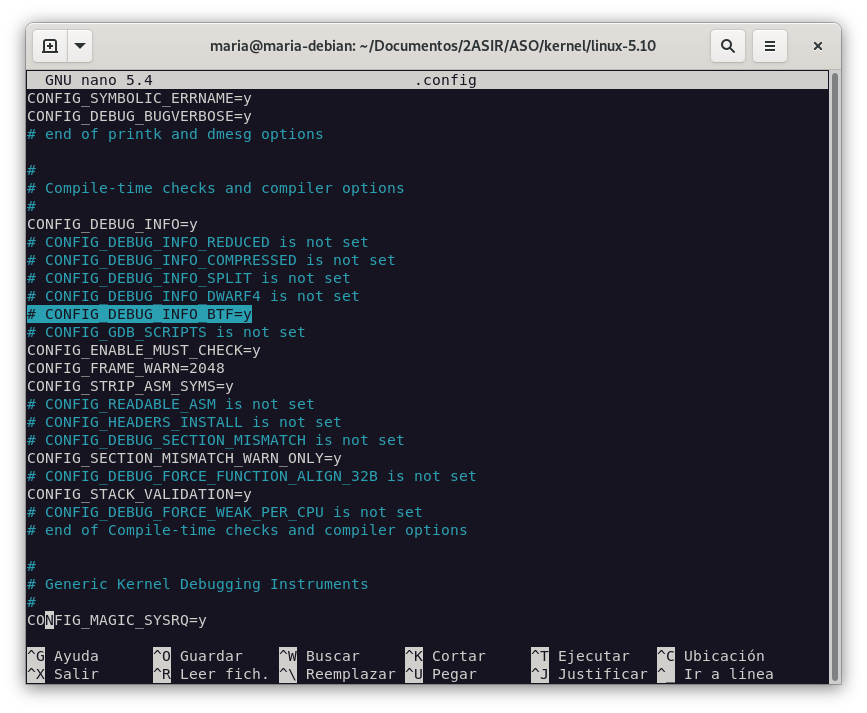 maria@maria-debian: ~/Documentos/2ASIR/ASO/kernel/linux-5.10
GNU nano 5.4 .config
CONFIG_SYMBOLIC_ERRNAME=y
CONFIG_DEBUG_BUGVERBOSE=y
# end of printk and dmesg options
#
# Compile-time checks and compiler options
#
CONFIG_DEBUG_INFO=y
# CONFIG_DEBUG_INFO_REDUCED is not set
# CONFIG_DEBUG_INFO_COMPRESSED is not set
# CONFIG_DEBUG_INFO_SPLIT is not set
# CONFIG_DEBUG_INFO_DWARF4 is not set
# CONFIG_DEBUG_INFO_BTF=y
# CONFIG_GDB_SCRIPTS is not set
CONFIG_ENABLE_MUST_CHECK=y
CONFIG_FRAME_WARN=2048
CONFIG_STRIP_ASM_SYMS=y
# CONFIG_READABLE_ASM is not set
# CONFIG_HEADERS_INSTALL is not set
# CONFIG_DEBUG_SECTION_MISMATCH is not set
CONFIG_SECTION_MISMATCH_WARN_ONLY=y
# CONFIG_DEBUG_FORCE_FUNCTION_ALIGN_32B is not set
CONFIG_STACK_VALIDATION=y
# CONFIG_DEBUG_FORCE_WEAK_PER_CPU is not set
# end of Compile-time checks and compiler options
#
# Generic Kernel Debugging Instruments
#
CONFIG_MAGIC_SYSRQ=y
^G Ayuda ^O Guardar ^W Buscar ^K Cortar ^T Ejecutar ^C Ubicación
^X Salir ^R Leer fich. ^\ Reemplazar ^U Pegar ^J Justificar ^_ Ir a línea